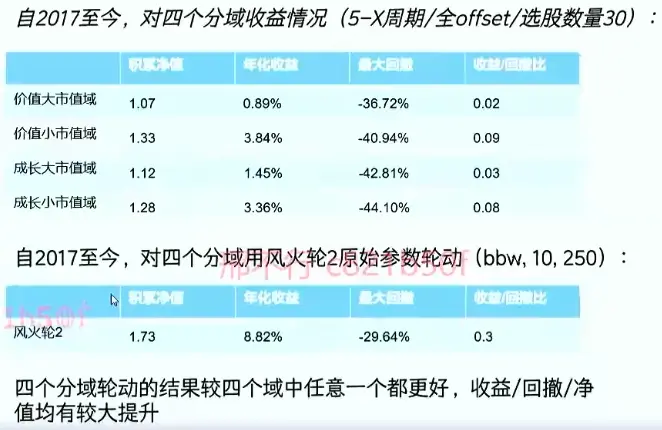 自2017至今，对四个分域收益情况（5-X周期/全offset/选股数量30）：
积累净值 年化收益 最大回撤 收益/回撤比
价值大市值域 1.07 0.89% -36.72% 0.02
价值小市值域 1.33 3.84% -40.94% 0.09
成长大市值域 1.12 1.45% -42.81% 0.03
成长小市值域 1.28 3.36% -44.10% 0.08
自2017至今，对四个分域用风火轮2原始参数轮动（bbw, 10, 250）：
积累净值 年化收益 最大回撤 收益/回撤比
风火轮2 1.73 8.82% -29.64% 0.3
四个分域轮动的结果较四个域中任意一个都更好，收益/回撤/净
值均有较大提升